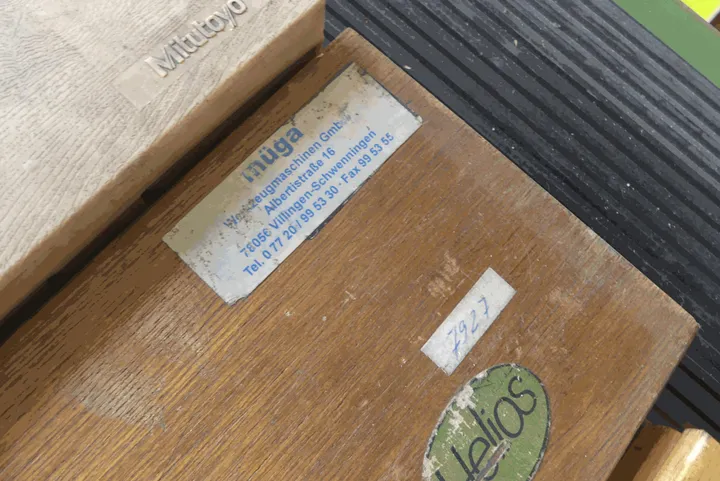 Mitutoyo
müga
Werkzeugmaschinen GmbH
Albertistraße 16
78056 Villingen-Schwenningen
Tel. 0 77 20 / 99 53 30 · Fax 99 53 55
7927
Helios